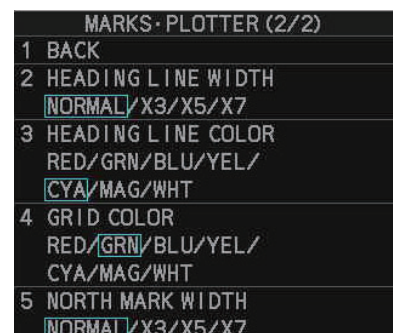 MARKS·PLOTTER (2/2)
1 BACK
2 HEADING LINE WIDTH
NORMAL/X3/X5/X7
3 HEADING LINE COLOR
RED/GRN/BLU/YEL/
CYA/MAG/WHT
4 GRID COLOR
RED/GRN/BLU/YEL/
CYA/MAG/WHT
5 NORTH MARK WIDTH
NORMAL/X3/X5/X7